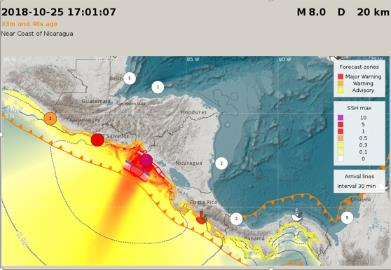 2018-10-25 17:01:07
M 8.0 D 20 km
33m and 46s ago
Near Coast of Nicaragua
Forecast zones
Major Warning
Warning
Advisory
SSH max
10
5
1
0.5
0.3
0.1
0
Arrival lines
Interval 30 min
Guatemala
Honduras
Nicaragua
Costa Rica